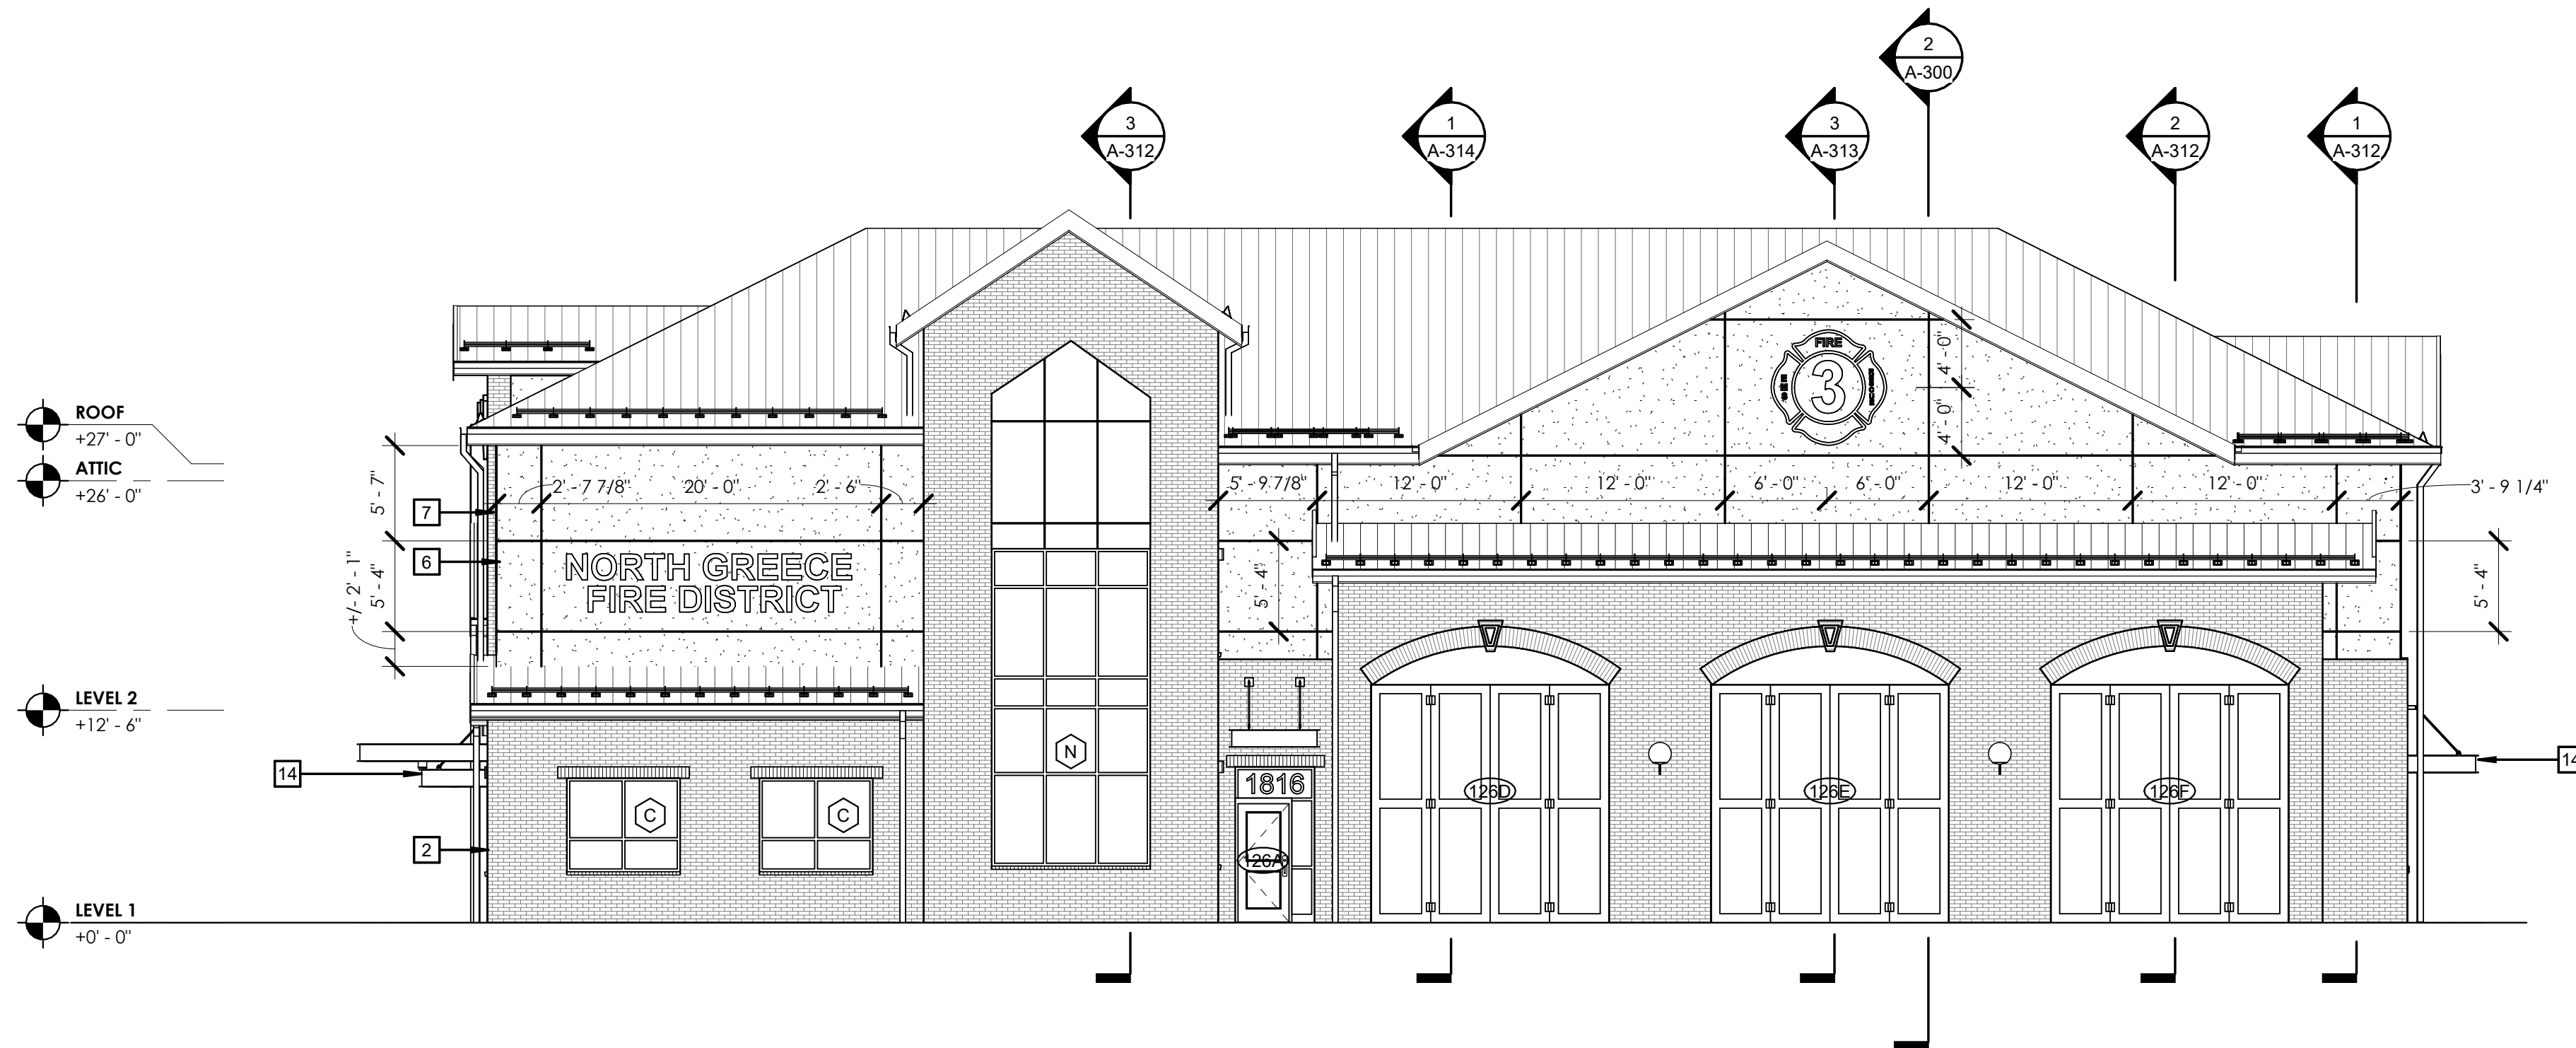 2
A-300
3
A-312
1
A-314
3
A-313
2
A-312
1
A-312
ROOF
+27' - 0"
ATTIC
+26' - 0"
LEVEL 2
+12' - 6"
LEVEL 1
+0' - 0"
FIRE
3
4' - 0"
4' - 0"
5' - 7"
5' - 4"
+/- 2' - 1"
2' - 7 7/8"
20' - 0"
2' - 6"
5' - 9 7/8"
12' - 0"
12' - 0"
6' - 0"
6' - 0"
12' - 0"
12' - 0"
3' - 9 1/4"
7
6
NORTH GREECE
FIRE DISTRICT
5' - 4"
5' - 4"
N
14
14
1816
126D
126E
126F
C
C
2
126A